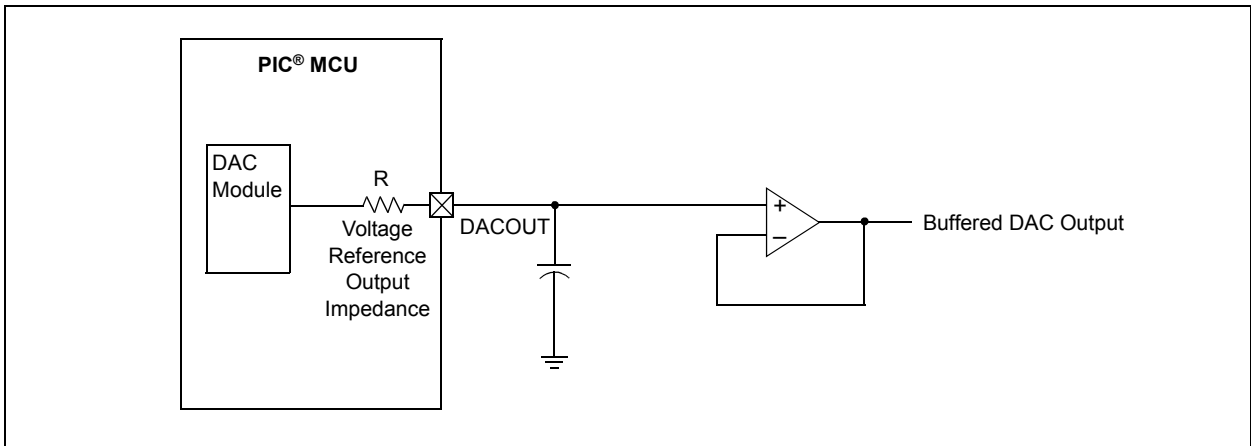 PIC® MCU
DAC
Module
R
Voltage
Reference
Output
Impedance
DACOUT
+
–
Buffered DAC Output